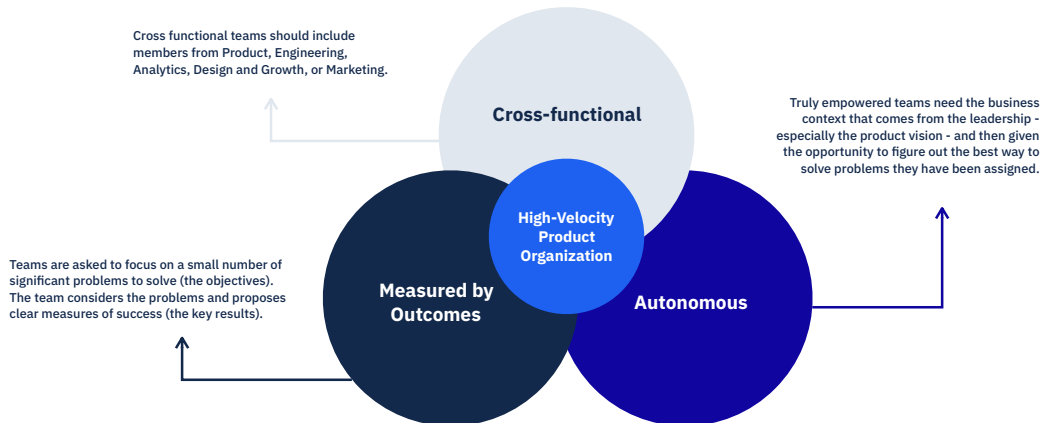 Cross functional teams should include
members from Product, Engineering,
Analytics, Design and Growth, or Marketing.
Cross-functional
Truly empowered teams need the business
context that comes from the leadership -
especially the product vision - and then given
the opportunity to figure out the best way to
solve problems they have been assigned.
High-Velocity
Product
Organization
Teams are asked to focus on a small number of
significant problems to solve (the objectives).
The team considers the problems and proposes
clear measures of success (the key results).
Measured by
Outcomes
Autonomous